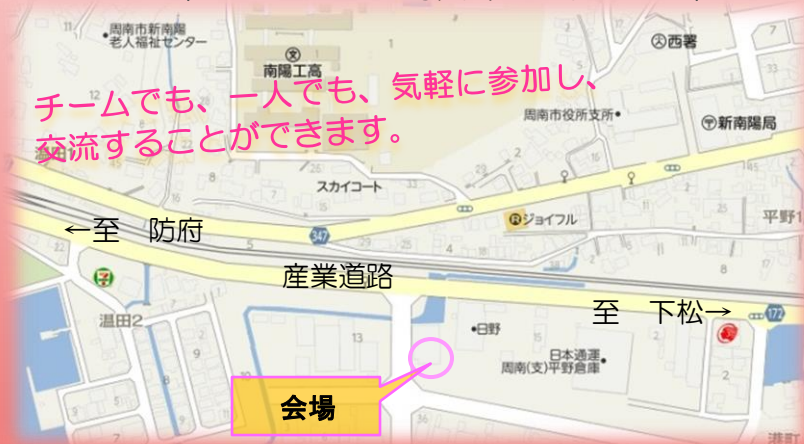 周南市新南陽
老人福祉センター
南陽工高
西署
チームでも、一人でも、気軽に参加し、
交流することができます。
周南市役所支所
新南陽局
温田1
スカイコート
ジョイフル
平野1
←至 防府
347
産業道路
至 下松→
172
温田2
日野
日本通運
周南(支)平野倉庫
会場
港町